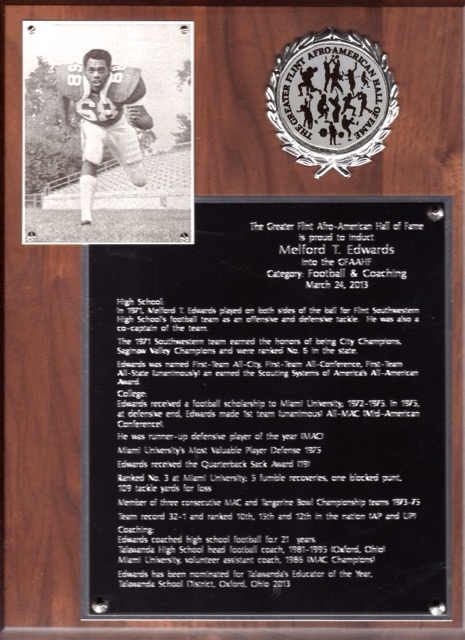 THE GREATER FLINT AFRO-AMERICAN HALL OF FAME
The Greater Flint Afro-American Hall of Fame
is proud to induct
Melford T. Edwards
into the GFAAHF
Category: Football & Coaching
March 24, 2013
High School:
In 1971, Melford T. Edwards played on both sides of the ball for Flint Southwestern
High School's football team as an offensive and defensive tackle. He was also a
co-captain of the team.
The 1971 Southwestern team earned the honors of being City Champions,
Saginaw Valley Champions and were ranked No. 6 in the state.
Edwards was named First-Team All-City, First-Team All-Conference, First-Team
All-State (unanimously) an earned the Scouting Systems of America's All-American
Award.
College:
Edwards received a football scholarship to Miami University, 1972-1975. In 1975,
at defensive end, Edwards made 1st team (unanimous) All-MAC (Mid-American
Conference).
He was runner-up defensive player of the year (MAC)
Miami University's Most Valuable Player Defense 1975
Edwards received the Quarterback Sack Award (19)
Ranked No. 3 at Miami University; 5 fumble recoveries, one blocked punt,
109 tackle yards for loss
Member of three consecutive MAC and Tangerine Bowl Championship teams 1973-75
Team record 32-1 and ranked 10th, 15th and 12th in the nation (AP and UPI)
Coaching:
Edwards coached high school football for 21 years.
Talawanda High School head football coach, 1981-1995 (Oxford, Ohio)
Miami University, volunteer assistant coach, 1986 (MAC Champions)
Edwards has been nominated for Talawanda's Educator of the Year,
Talawanda School District, Oxford, Ohio 2013